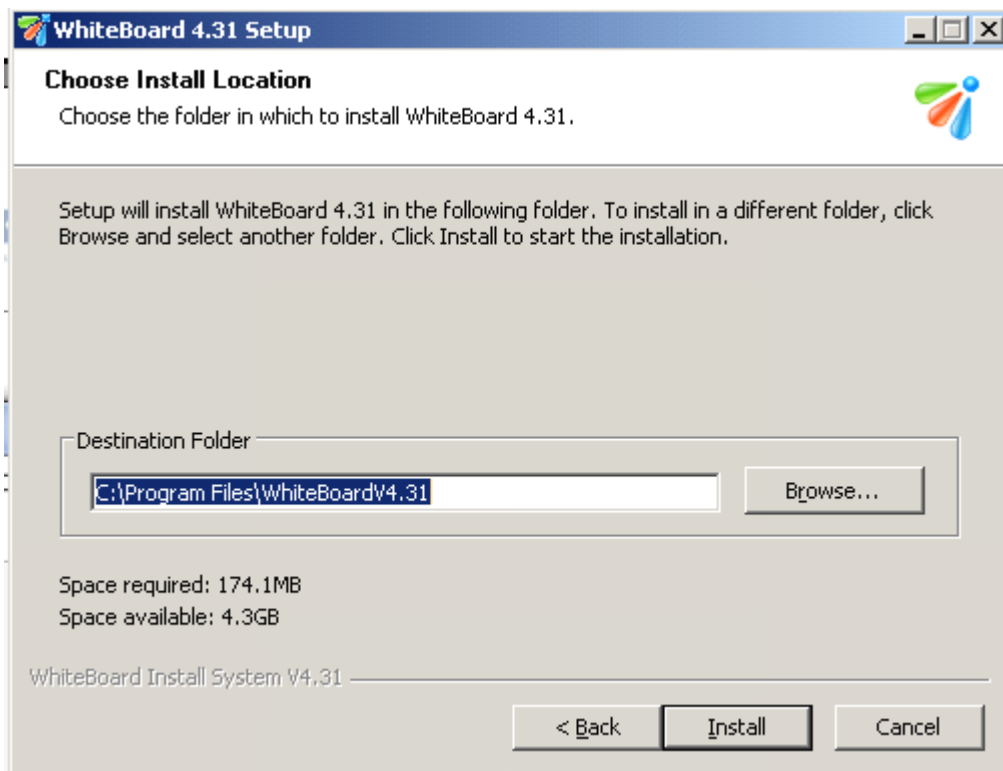 WhiteBoard 4.31 Setup
Choose Install Location
Choose the folder in which to install WhiteBoard 4.31.
Setup will install WhiteBoard 4.31 in the following folder. To install in a different folder, click
Browse and select another folder. Click Install to start the installation.
Destination Folder
C:\Program Files\WhiteBoardV4.31
Browse...
Space required: 174.1MB
Space available: 4.3GB
WhiteBoard Install System V4.31
< Back
Install
Cancel